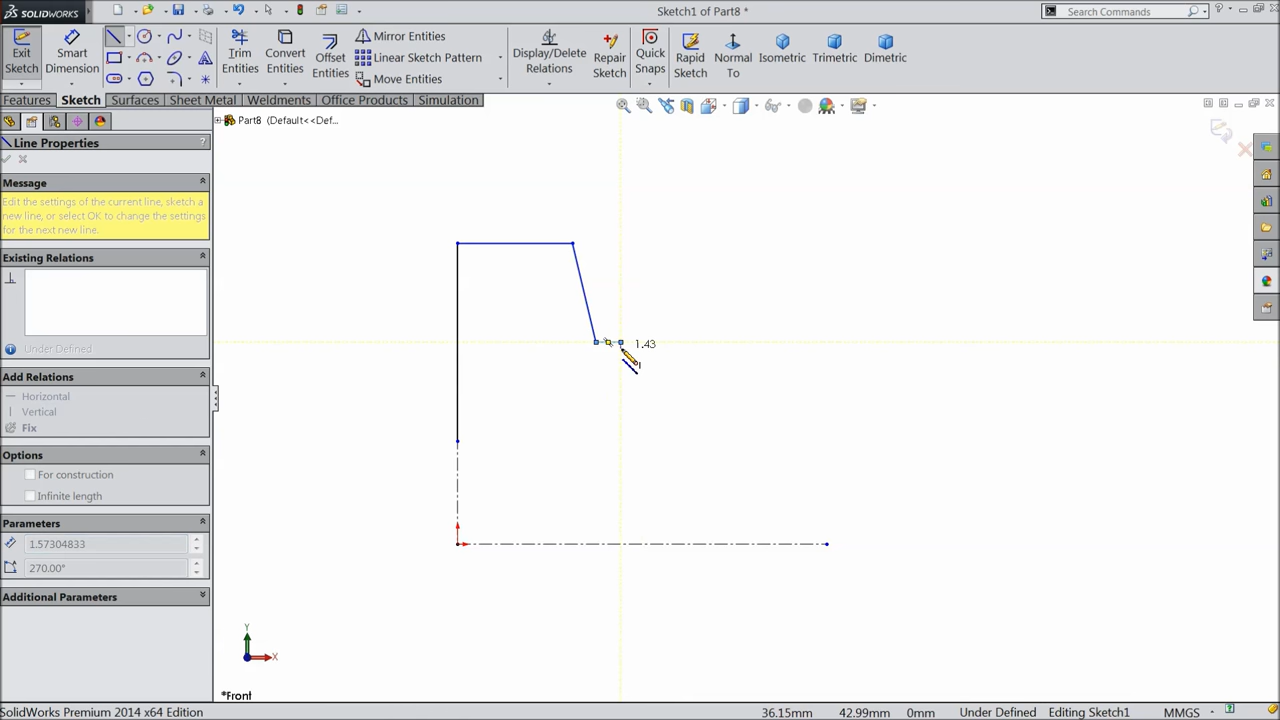 SOLIDWORKS
Sketch1 of Part8 *
Search Commands
Exit Sketch
Smart Dimension
Trim Entities
Convert Entities
Offset Entities
Mirror Entities
Linear Sketch Pattern
Move Entities
Display/Delete Relations
Repair Sketch
Quick Snaps
Rapid Sketch
Normal To
Isometric
Trimetric
Dimetric
Features
Sketch
Surfaces
Sheet Metal
Weldments
Office Products
Simulation
Part8 (Default<<Def...
Line Properties
?
Message
Edit the settings of the current line, sketch a
new line, or select OK to change the settings
for the next new line.
Existing Relations
Under Defined
Add Relations
Horizontal
Vertical
Fix
Options
For construction
Infinite length
Parameters
1.57304833
270.00°
Additional Parameters
1.43
Y
X
*Front
SolidWorks Premium 2014 x64 Edition
36.15mm
42.99mm
0mm
Under Defined
Editing Sketch1
MMGS